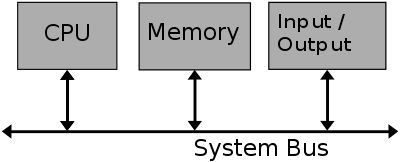 CPU
Memory
Input /
Output
System Bus